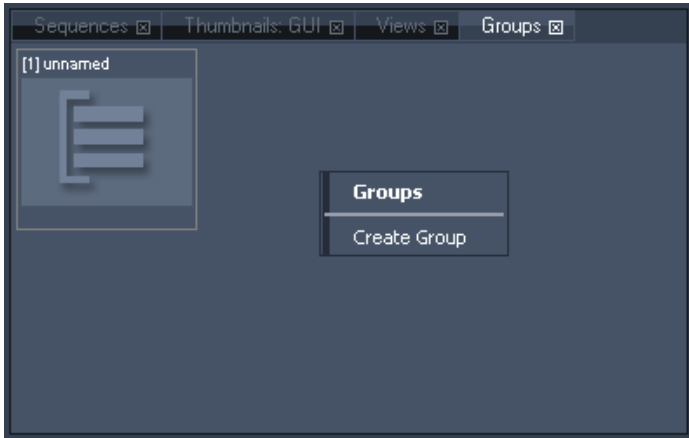 Sequences Thumbnails: GUI Views Groups
[1] unnamed
Groups
Create Group